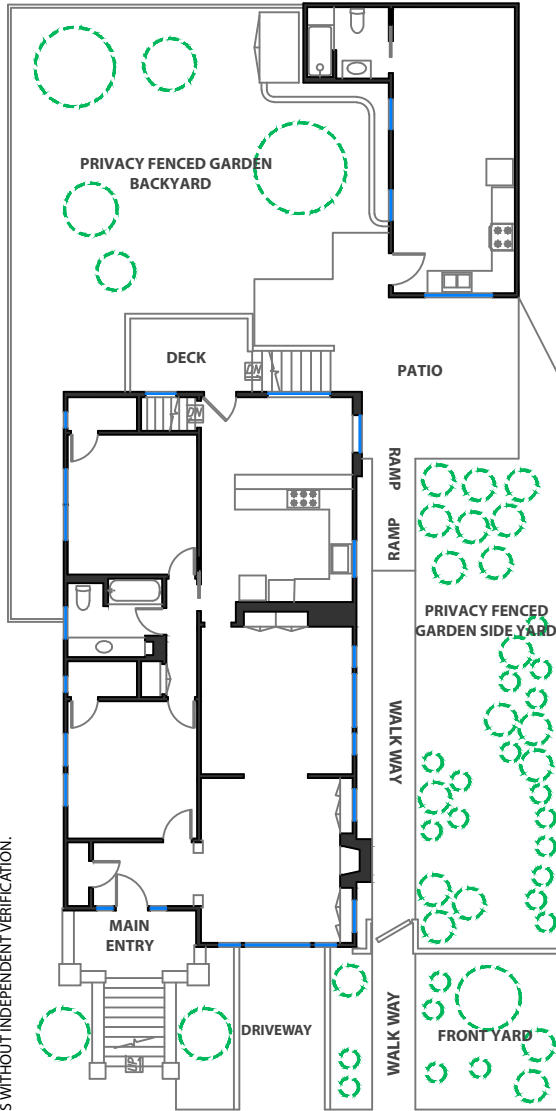 PRIVACY FENCED GARDEN
BACKYARD
DECK
DN
DN
PATIO
RAMP
RAMP
PRIVACY FENCED
GARDEN SIDE YARD
WALK WAY
S WITHOUT INDEPENDENT VERIFICATION.
MAIN
ENTRY
DRIVEWAY
WALK WAY
FRONT YARD
UP